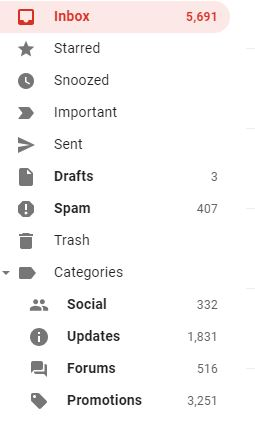 Inbox 5,691
Starred
Snoozed
Important
Sent
Drafts 3
Spam 407
Trash
Categories
Social 332
Updates 1,831
Forums 516
Promotions 3,251